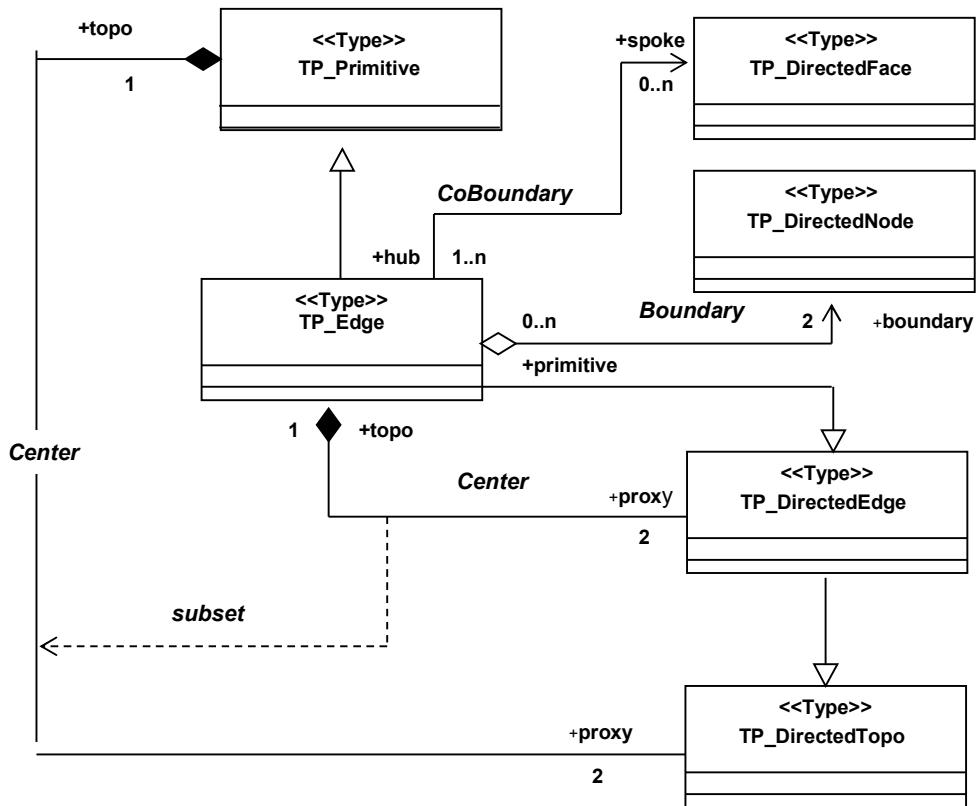 +topo
1
<<Type>>
TP_Primitive
+spoke
0..n
<<Type>>
TP_DirectedFace
CoBoundary
<<Type>>
TP_DirectedNode
+hub
1..n
<<Type>>
TP_Edge
0..n
Boundary
2
+boundary
+primitive
1
+topo
Center
Center
+proxy
2
<<Type>>
TP_DirectedEdge
subset
<<Type>>
TP_DirectedTopo
+proxy
2